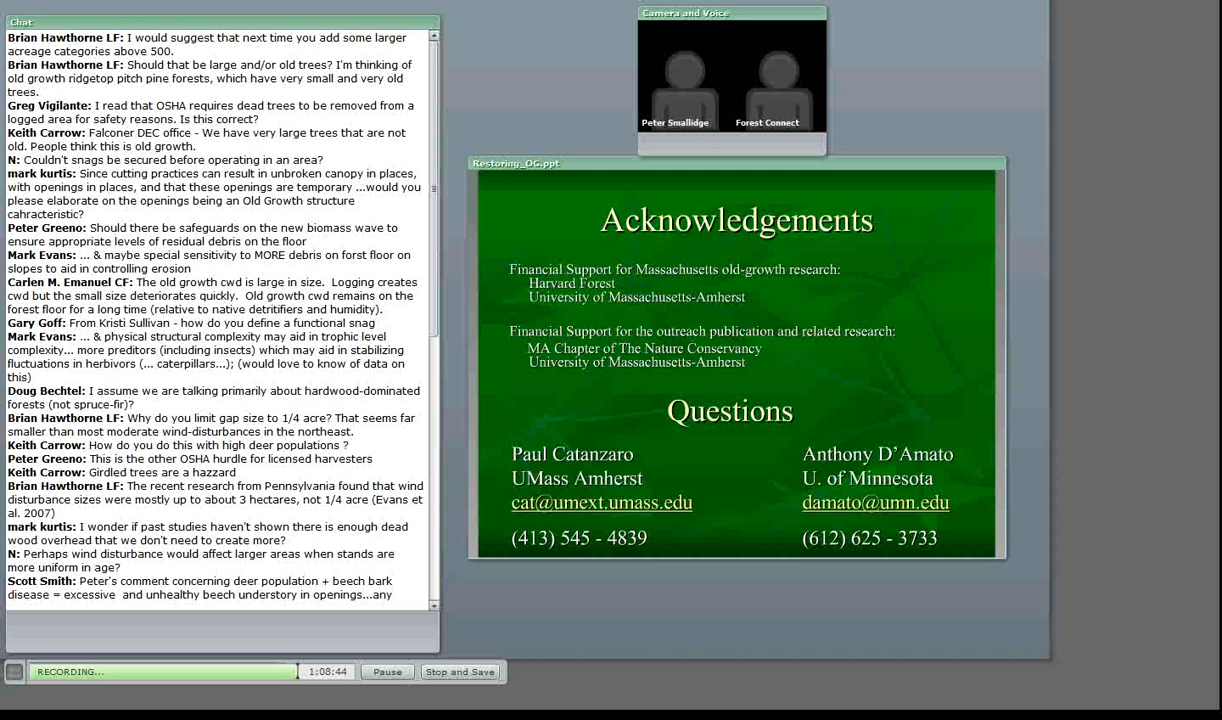 Chat
Brian Hawthorne LF: I would suggest that next time you add some larger
acreage categories above 500.
Brian Hawthorne LF: Should that be large and/or old trees? I'm thinking of
old growth ridgetop pitch pine forests, which have very small and very old
trees.
Greg Vigilante: I read that OSHA requires dead trees to be removed from a
logged area for safety reasons. Is this correct?
Keith Carrow: Falconer DEC office - We have very large trees that are not
old. People think this is old growth.
N: Couldn't snags be secured before operating in an area?
mark kurtis: Since cutting practices can result in unbroken canopy in places,
with openings in places, and that these openings are temporary ...would you
please elaborate on the openings being an Old Growth structure
cahracteristic?
Peter Greeno: Should there be safeguards on the new biomass wave to
ensure appropriate levels of residual debris on the floor
Mark Evans: ... & maybe special sensitivity to MORE debris on forst floor on
slopes to aid in controlling erosion
Carlen M. Emanuel CF: The old growth cwd is large in size. Logging creates
cwd but the small size deteriorates quickly. Old growth cwd remains on the
forest floor for a long time (relative to native detritifiers and humidity).
Gary Goff: From Kristi Sullivan - how do you define a functional snag
Mark Evans: ... & physical structural complexity may aid in trophic level
complexity... more preditors (including insects) which may aid in stabilizing
fluctuations in herbivors (... caterpillars...); (would love to know of data on
this)
Doug Bechtel: I assume we are talking primarily about hardwood-dominated
forests (not spruce-fir)?
Brian Hawthorne LF: Why do you limit gap size to 1/4 acre? That seems far
smaller than most moderate wind-disturbances in the northeast.
Keith Carrow: How do you do this with high deer populations ?
Peter Greeno: This is the other OSHA hurdle for licensed harvesters
Keith Carrow: Girdled trees are a hazzard
Brian Hawthorne LF: The recent research from Pennsylvania found that wind
disturbance sizes were mostly up to about 3 hectares, not 1/4 acre (Evans et
al. 2007)
mark kurtis: I wonder if past studies haven't shown there is enough dead
wood overhead that we don't need to create more?
N: Perhaps wind disturbance would affect larger areas when stands are
more uniform in age?
Scott Smith: Peter's comment concerning deer population + beech bark
disease = excessive and unhealthy beech understory in openings...any
RECORDING...
1:08:44
Pause
Stop and Save
Camera and Voice
Peter Smallidge
Forest Connect
Restoring_OG.ppt
Acknowledgements
Financial Support for Massachusetts old-growth research:
Harvard Forest
University of Massachusetts-Amherst
Financial Support for the outreach publication and related research:
MA Chapter of The Nature Conservancy
University of Massachusetts-Amherst
Questions
Paul Catanzaro
UMass Amherst
cat@umext.umass.edu
(413) 545 - 4839
Anthony D'Amato
U. of Minnesota
damato@umn.edu
(612) 625 - 3733